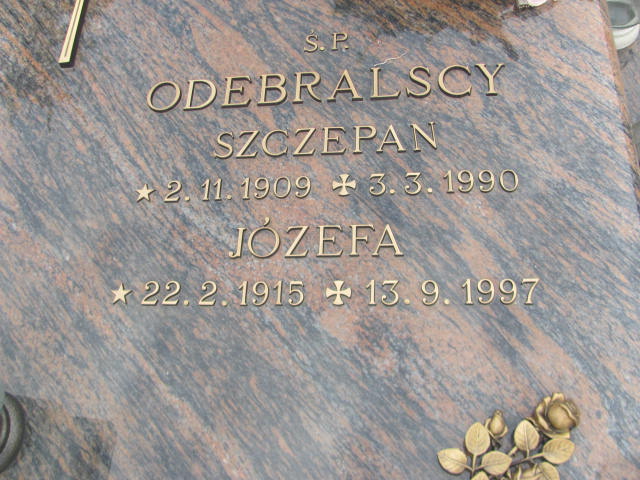 Ś. P.
ODEBRALSCY
SZCZEPAN
★ 2. 11. 1909 ✠ 3. 3. 1990
JÓZEFA
★ 22. 2. 1915 ✠ 13. 9. 1997